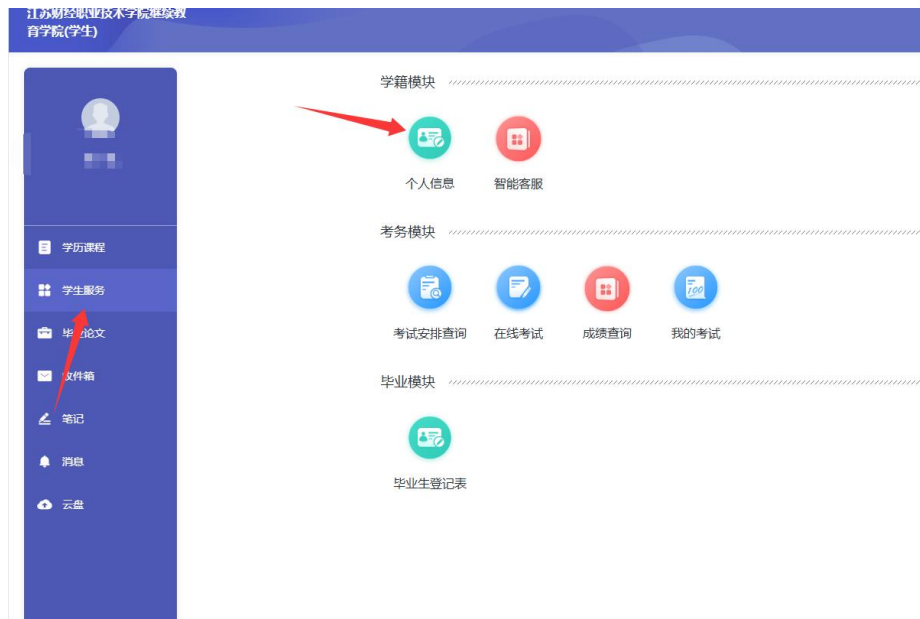 江苏财经职业技术学院继续教
育学院(学生)
学籍模块
个人信息
智能客服
考务模块
考试安排查询
在线考试
成绩查询
我的考试
毕业模块
毕业生登记表
学历课程
学生服务
毕业论文
收件箱
笔记
消息
云盘
100